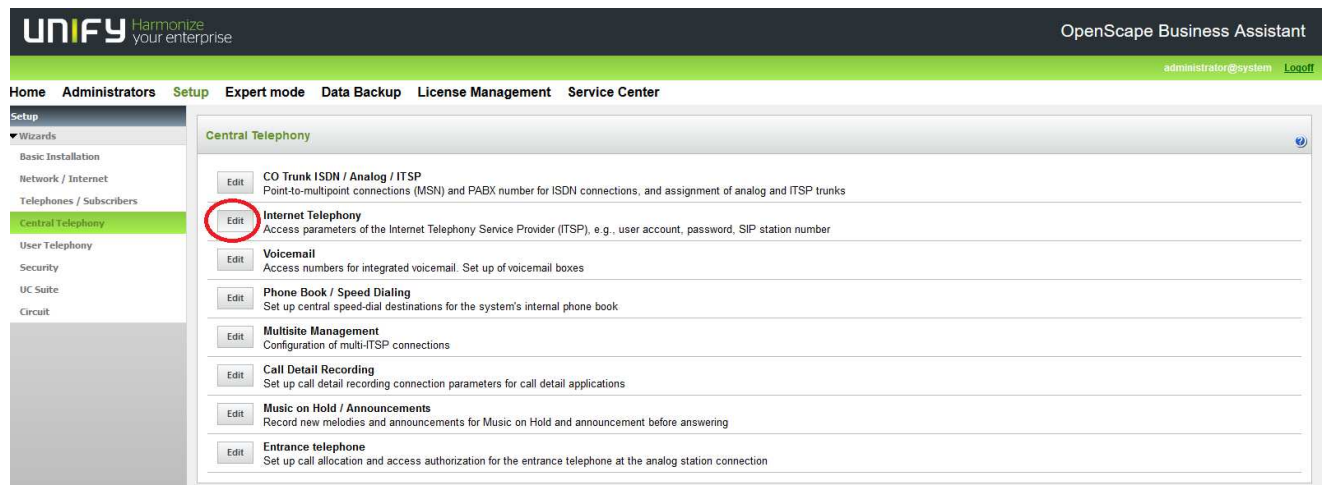 UNIFY Harmonize your enterprise
OpenScape Business Assistant
administrator@system Logoff
Home Administrators Setup Expert mode Data Backup License Management Service Center
Setup
Wizards
Basic Installation
Network / Internet
Telephones / Subscribers
Central Telephony
User Telephony
Security
UC Suite
Circuit
Central Telephony
Edit
CO Trunk ISDN / Analog / ITSP
Point-to-multipoint connections (MSN) and PABX number for ISDN connections, and assignment of analog and ITSP trunks
Edit
Internet Telephony
Access parameters of the Internet Telephony Service Provider (ITSP), e.g., user account, password, SIP station number
Edit
Voicemail
Access numbers for integrated voicemail. Set up of voicemail boxes
Edit
Phone Book / Speed Dialing
Set up central speed-dial destinations for the system's internal phone book
Edit
Multisite Management
Configuration of multi-ITSP connections
Edit
Call Detail Recording
Set up call detail recording connection parameters for call detail applications
Edit
Music on Hold / Announcements
Record new melodies and announcements for Music on Hold and announcement before answering
Edit
Entrance telephone
Set up call allocation and access authorization for the entrance telephone at the analog station connection